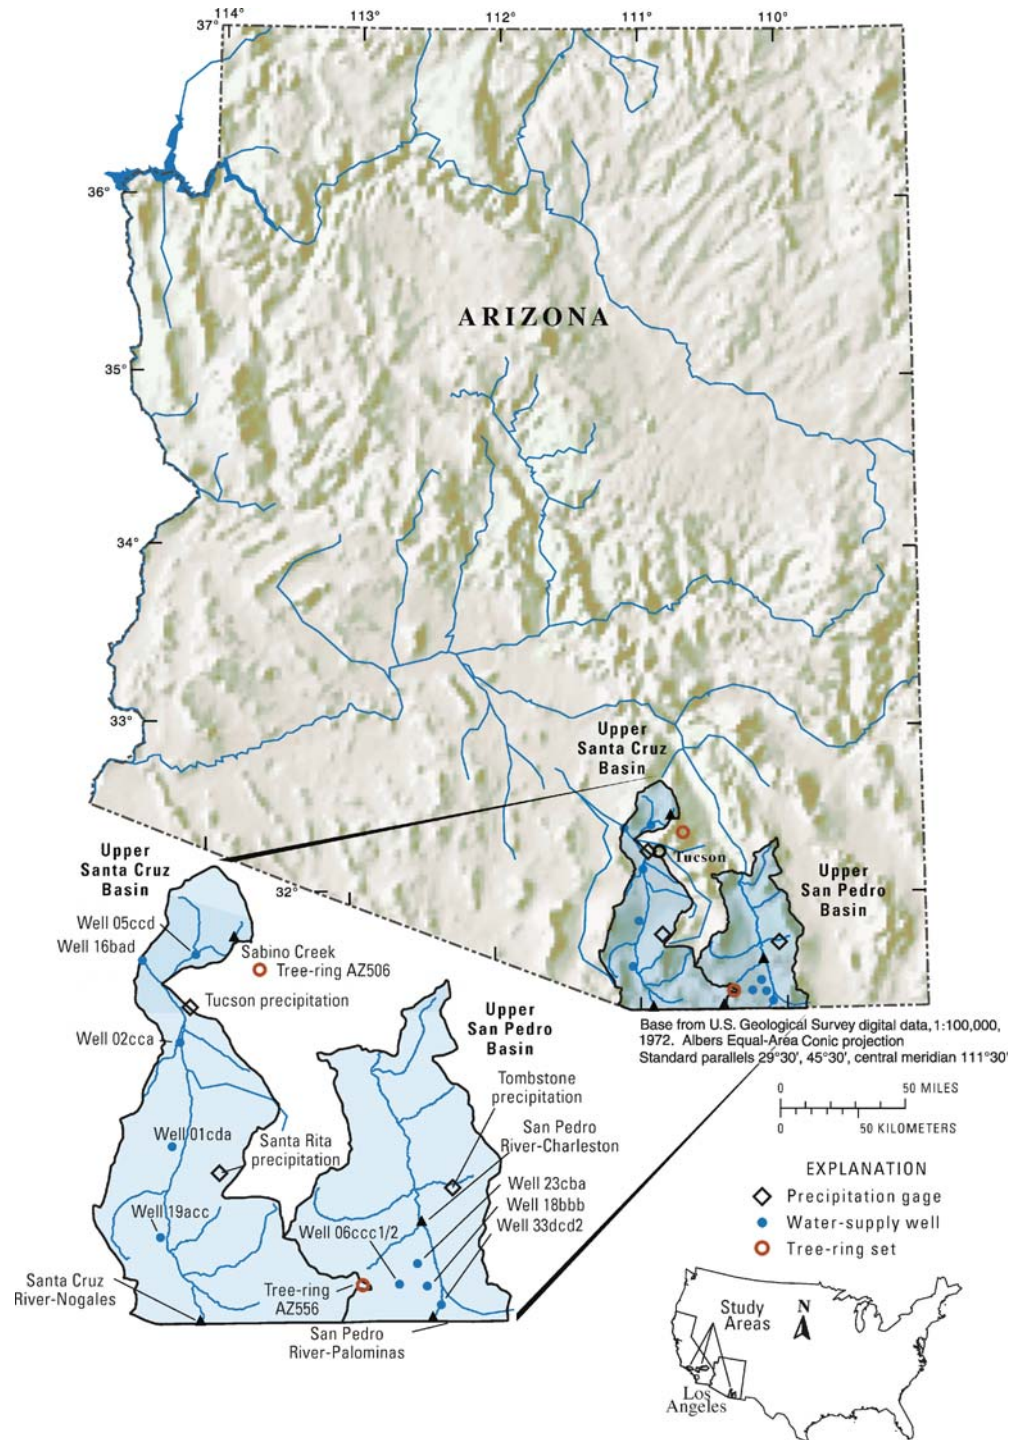 114°
113°
112°
111°
110°
37°
36°
ARIZONA
35°
34°
33°
Upper
Santa Cruz
Basin
Tucson
Upper
San Pedro
Basin
32°
Upper
Santa Cruz
Basin
Well 05ccd
Well 16bad
Sabino Creek
Tree-ring AZ506
Tucson precipitation
Well 02cca
Upper
San Pedro
Basin
Tombstone
precipitation
San Pedro
River-Charleston
Well 01cda
Santa Rita
precipitation
Well 23cba
Well 18bbb
Well 33dcd2
Well 19acc
Well 06ccc1/2
Santa Cruz
River-Nogales
Tree-ring
AZ556
San Pedro
River-Palominas
Base from U.S. Geological Survey digital data, 1:100,000,
1972. Albers Equal-Area Conic projection
Standard parallels 29°30', 45°30', central meridian 111°30'
0 50 MILES
0 50 KILOMETERS
EXPLANATION
Precipitation gage
Water-supply well
Tree-ring set
Study
Areas
N
Los
Angeles